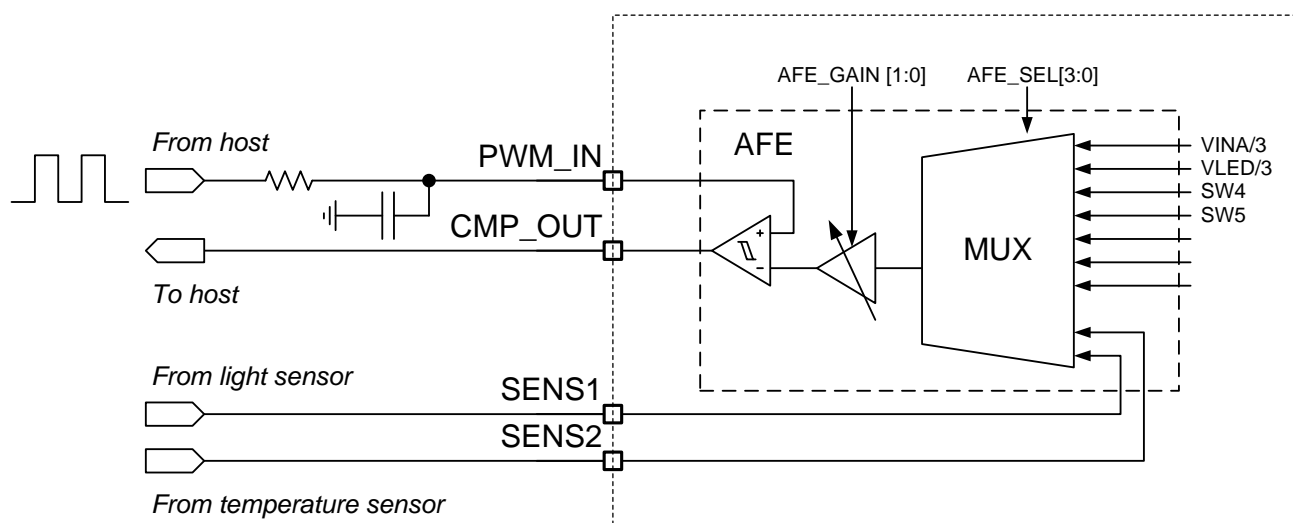 AFE_GAIN [1:0]
AFE_SEL[3:0]
From host
PWM_IN
AFE
VINA/3
VLED/3
SW4
SW5
+
CMP_OUT
−
MUX
To host
From light sensor
SENS1
SENS2
From temperature sensor